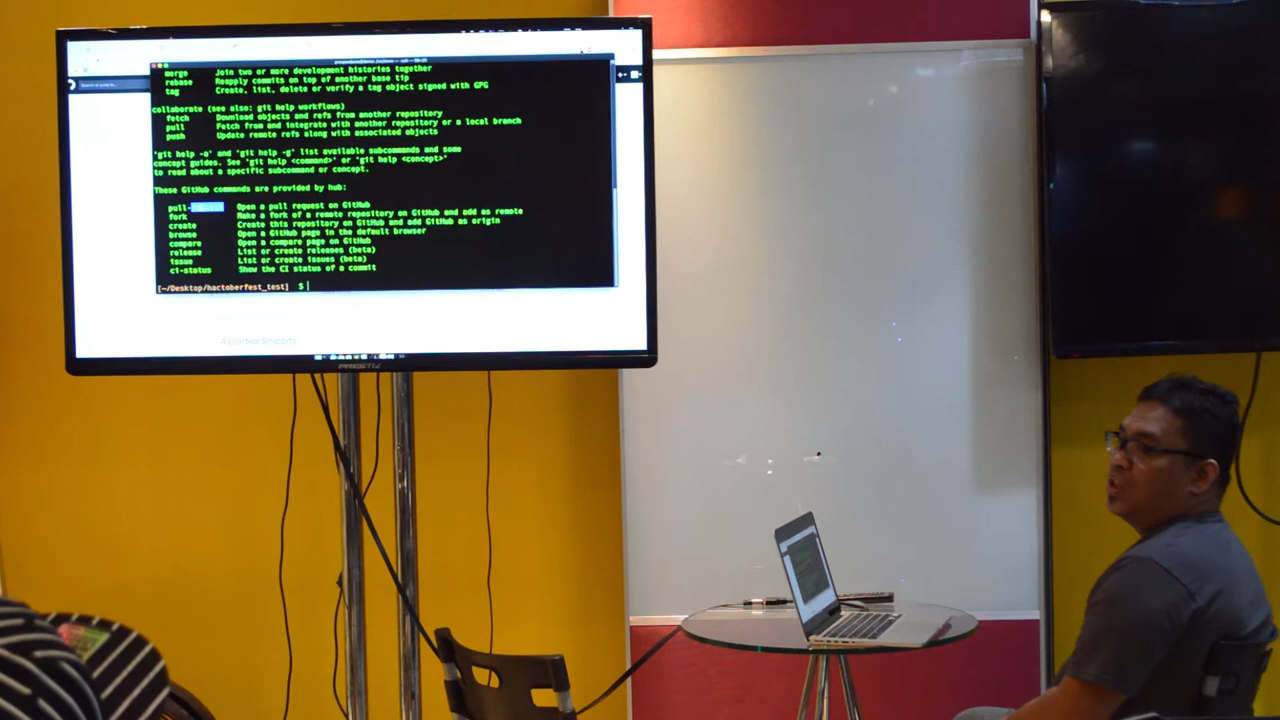 merge Join two or more development histories together
rebase Reapply commits on top of another base tip
tag Create, list, delete or verify a tag object signed with GPG
collaborate (see also: git help workflows)
fetch Download objects and refs from another repository
pull Fetch from and integrate with another repository or a local branch
push Update remote refs along with associated objects
'git help -a' and 'git help -g' list available subcommands and some
concept guides. See 'git help <command>' or 'git help <concept>'
to read about a specific subcommand or concept.
These GitHub commands are provided by hub:
pull-request Open a pull request on GitHub
fork Make a fork of a remote repository on GitHub and add as remote
create Create this repository on GitHub and add GitHub as origin
browse Open a GitHub page in the default browser
compare Open a compare page on GitHub
release List or create releases (beta)
issue List or create issues (beta)
ci-status Show the CI status of a commit
[~/Desktop/hactoberfest_test] $
Assorted Snippets
PRESTIZ